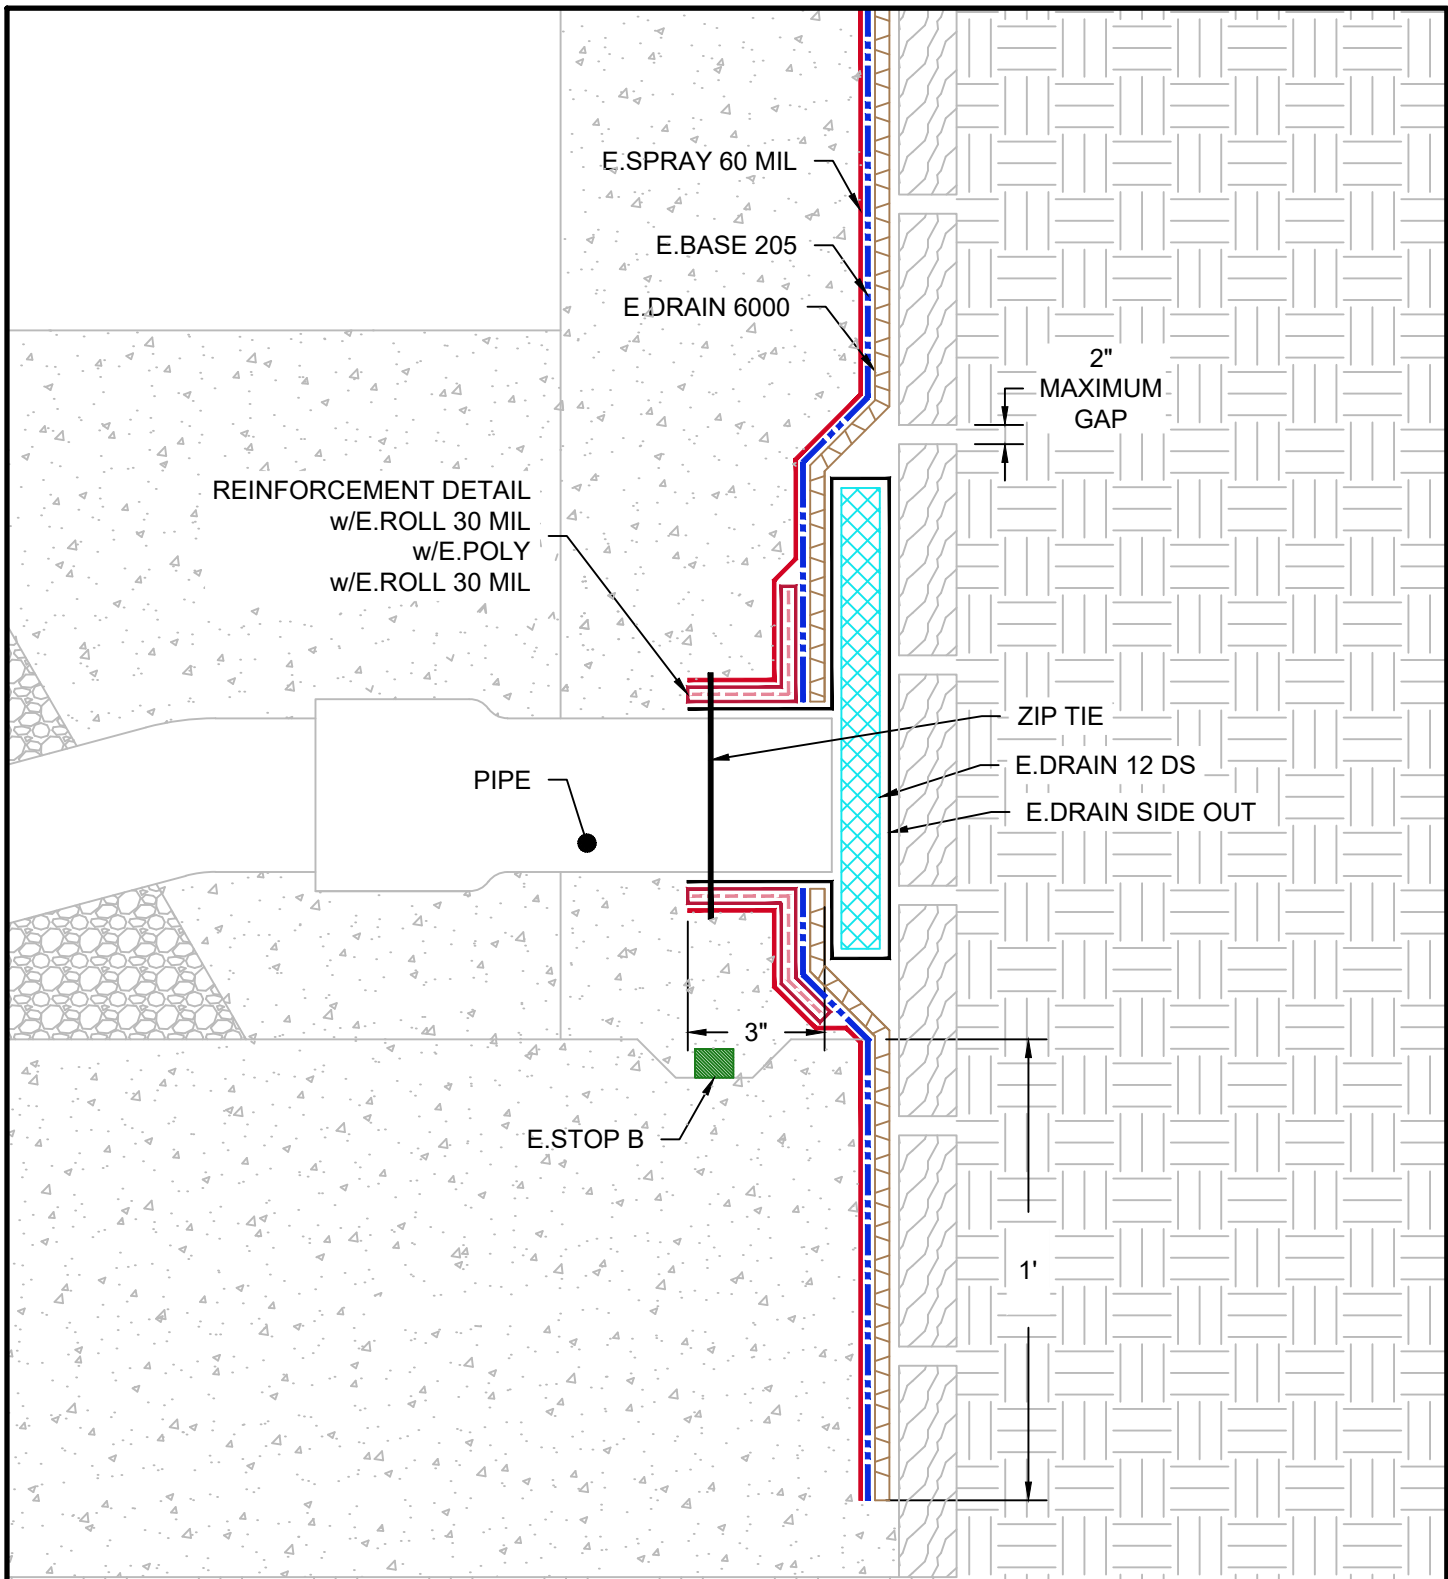 E.SPRAY 60 MIL
E.BASE 205
E.DRAIN 6000
2"
MAXIMUM
GAP
REINFORCEMENT DETAIL
w/E.ROLL 30 MIL
w/E.POLY
w/E.ROLL 30 MIL
ZIP TIE
E.DRAIN 12 DS
PIPE
E.DRAIN SIDE OUT
3"
E.STOP B
1'